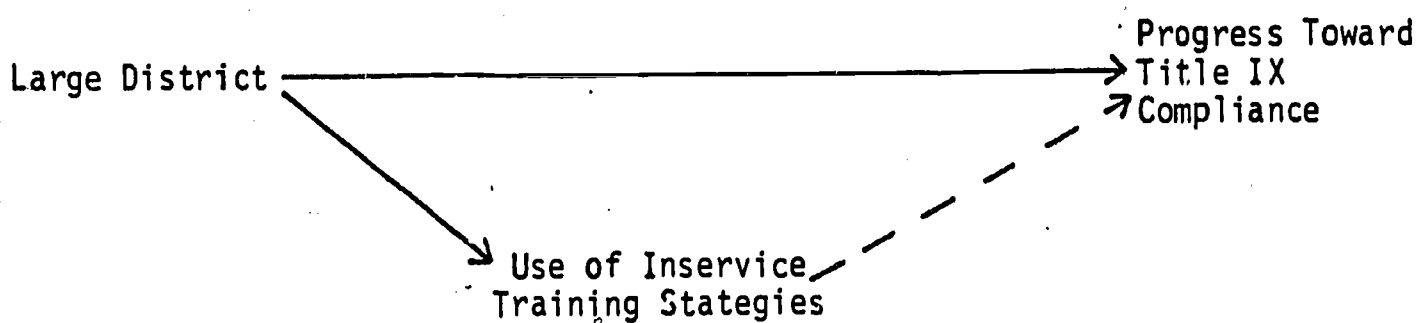 Large District
Progress Toward
Title IX
Compliance
Use of Inservice
Training Stategies